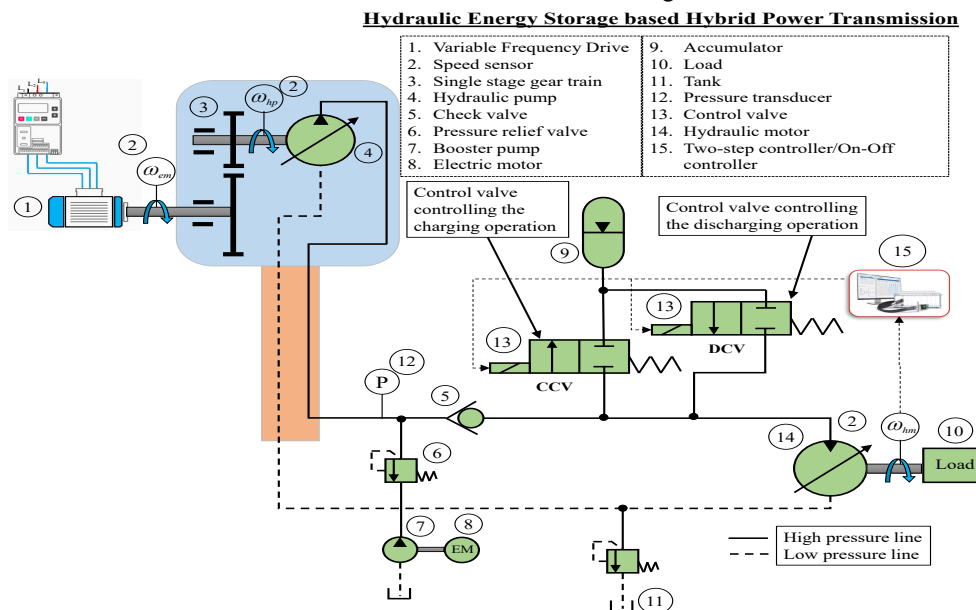 Hydraulic Energy Storage based Hybrid Power Transmission
1. Variable Frequency Drive
2. Speed sensor
3. Single stage gear train
4. Hydraulic pump
5. Check valve
6. Pressure relief valve
7. Booster pump
8. Electric motor
9. Accumulator
10. Load
11. Tank
12. Pressure transducer
13. Control valve
14. Hydraulic motor
15. Two-step controller/On-Off
controller
2
3
ω_hp
4
2
ω_em
1
Control valve
controlling the
charging operation
Control valve controlling
the discharging operation
9
15
13
DCV
13
CCV
12
P
5
2
14
ω_hm
10
Load
6
7
8
EM
11
High pressure line
Low pressure line